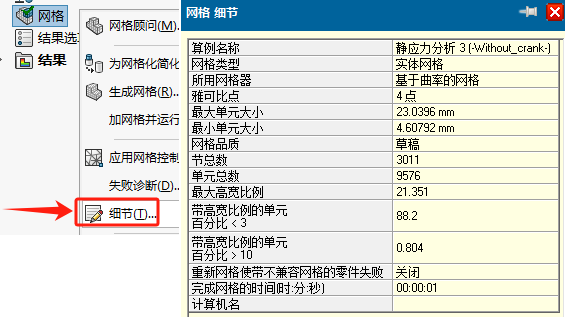 网格
结果选项
结果
网格顾问(M)...
为网格化简化
生成网格(R)...
加网格并运行
应用网格控制
失败诊断(D)...
细节(T)...
网格 细节
算例名称 静应力分析 3 (-Without_crank-)
网格类型 实体网格
所用网格器 基于曲率的网格
雅可比点 4 点
最大单元大小 23.0396 mm
最小单元大小 4.60792 mm
网格品质 草稿
节总数 3011
单元总数 9576
最大高宽比例 21.351
带高宽比例的单元
百分比 < 3 88.2
带高宽比例的单元
百分比 > 10 0.804
重新网格使带不兼容网格的零件失败 关闭
完成网格的时间(时:分:秒) 00:00:01
计算机名